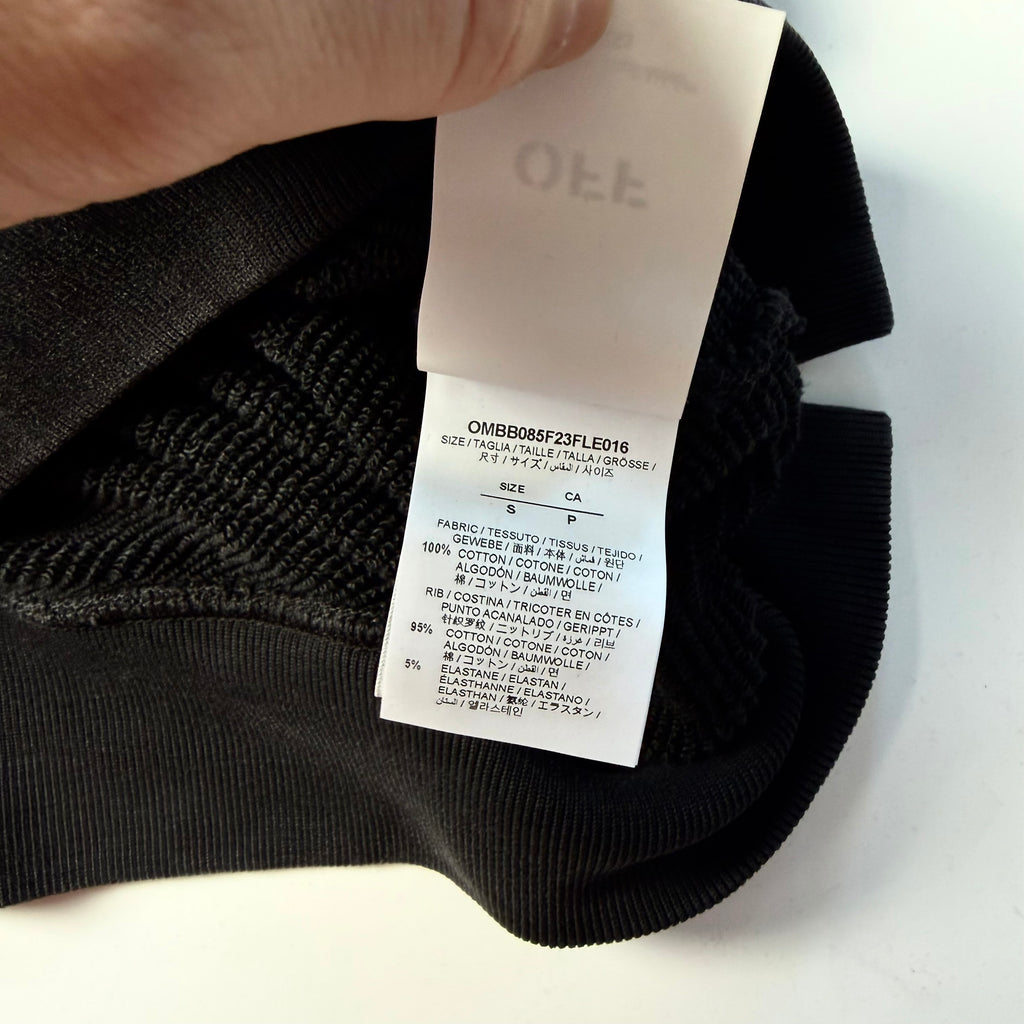 OFF
OMBB085F23FLE016
SIZE / TAGLIA / TAILLE / TALLA / GRÖSSE /
尺寸 / サイズ / المقاس / 사이즈
SIZE CA
S P
FABRIC / TESSUTO / TISSUS / TEJIDO /
GEWEBE / 面料 / 本体 / قماش / 원단
100% COTTON / COTONE / COTON /
ALGODÓN / BAUMWOLLE /
棉 / コットン / القطن / 면
RIB / COSTINA / TRICOTER EN CÔTES /
PUNTO ACANALADO / GERIPPT /
针织罗纹 / ニットリブ / غرزة / 리브
95% COTTON / COTONE / COTON /
ALGODÓN / BAUMWOLLE /
棉 / コットン / القطن / 면
5% ELASTANE / ELASTAN /
ÉLASTHANNE / ELASTANO /
ELASTHAN / 氨纶 / エラスタン /
/ 엘라스테인